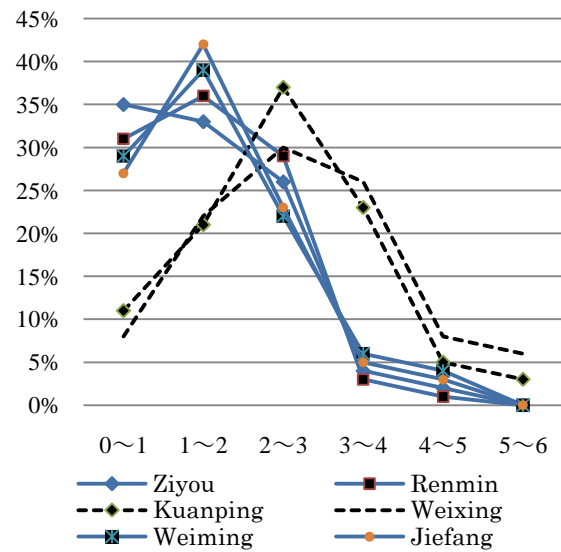 45%
40%
35%
30%
25%
20%
15%
10%
5%
0%
0～1 1～2 2～3 3～4 4～5 5～6
Ziyou Renmin
Kuanping Weixing
Weiming Jiefang